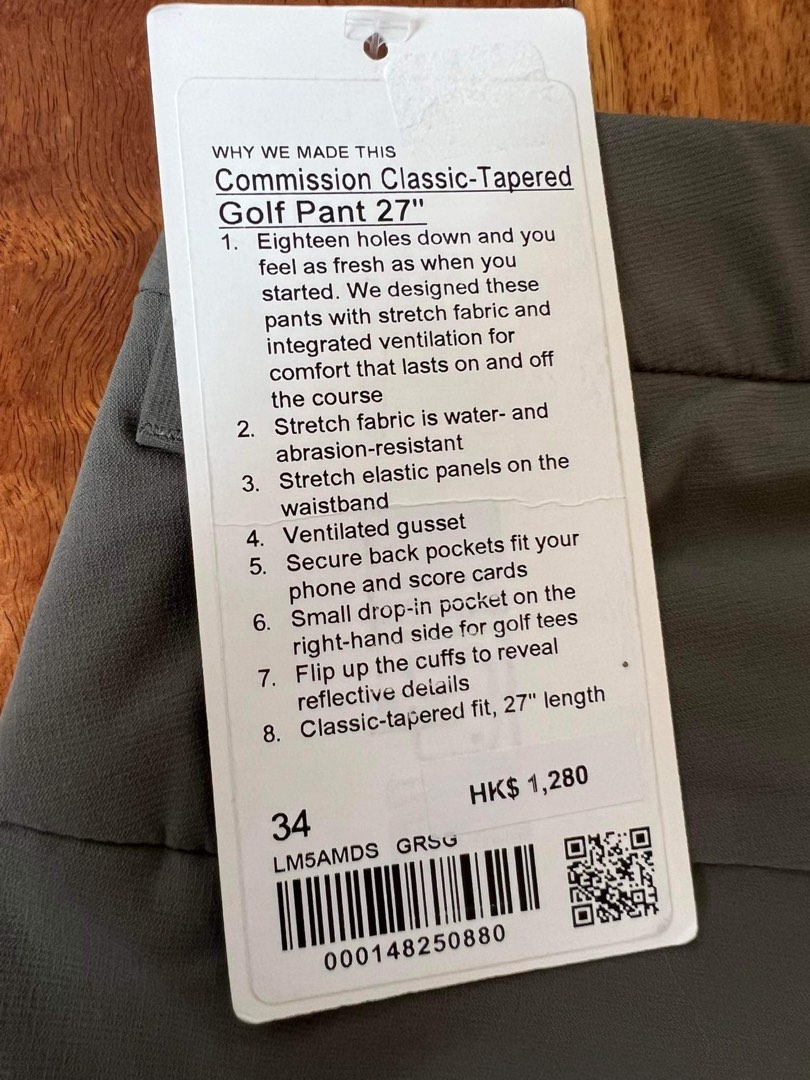 WHY WE MADE THIS
Commission Classic-Tapered
Golf Pant 27"
1. Eighteen holes down and you
feel as fresh as when you
started. We designed these
pants with stretch fabric and
integrated ventilation for
comfort that lasts on and off
the course
2. Stretch fabric is water- and
abrasion-resistant
3. Stretch elastic panels on the
waistband
4. Ventilated gusset
5. Secure back pockets fit your
phone and score cards
6. Small drop-in pocket on the
right-hand side for golf tees
7. Flip up the cuffs to reveal
reflective details
8. Classic-tapered fit, 27" length
HK$ 1,280
34
LM5AMDS GRSG
000148250880